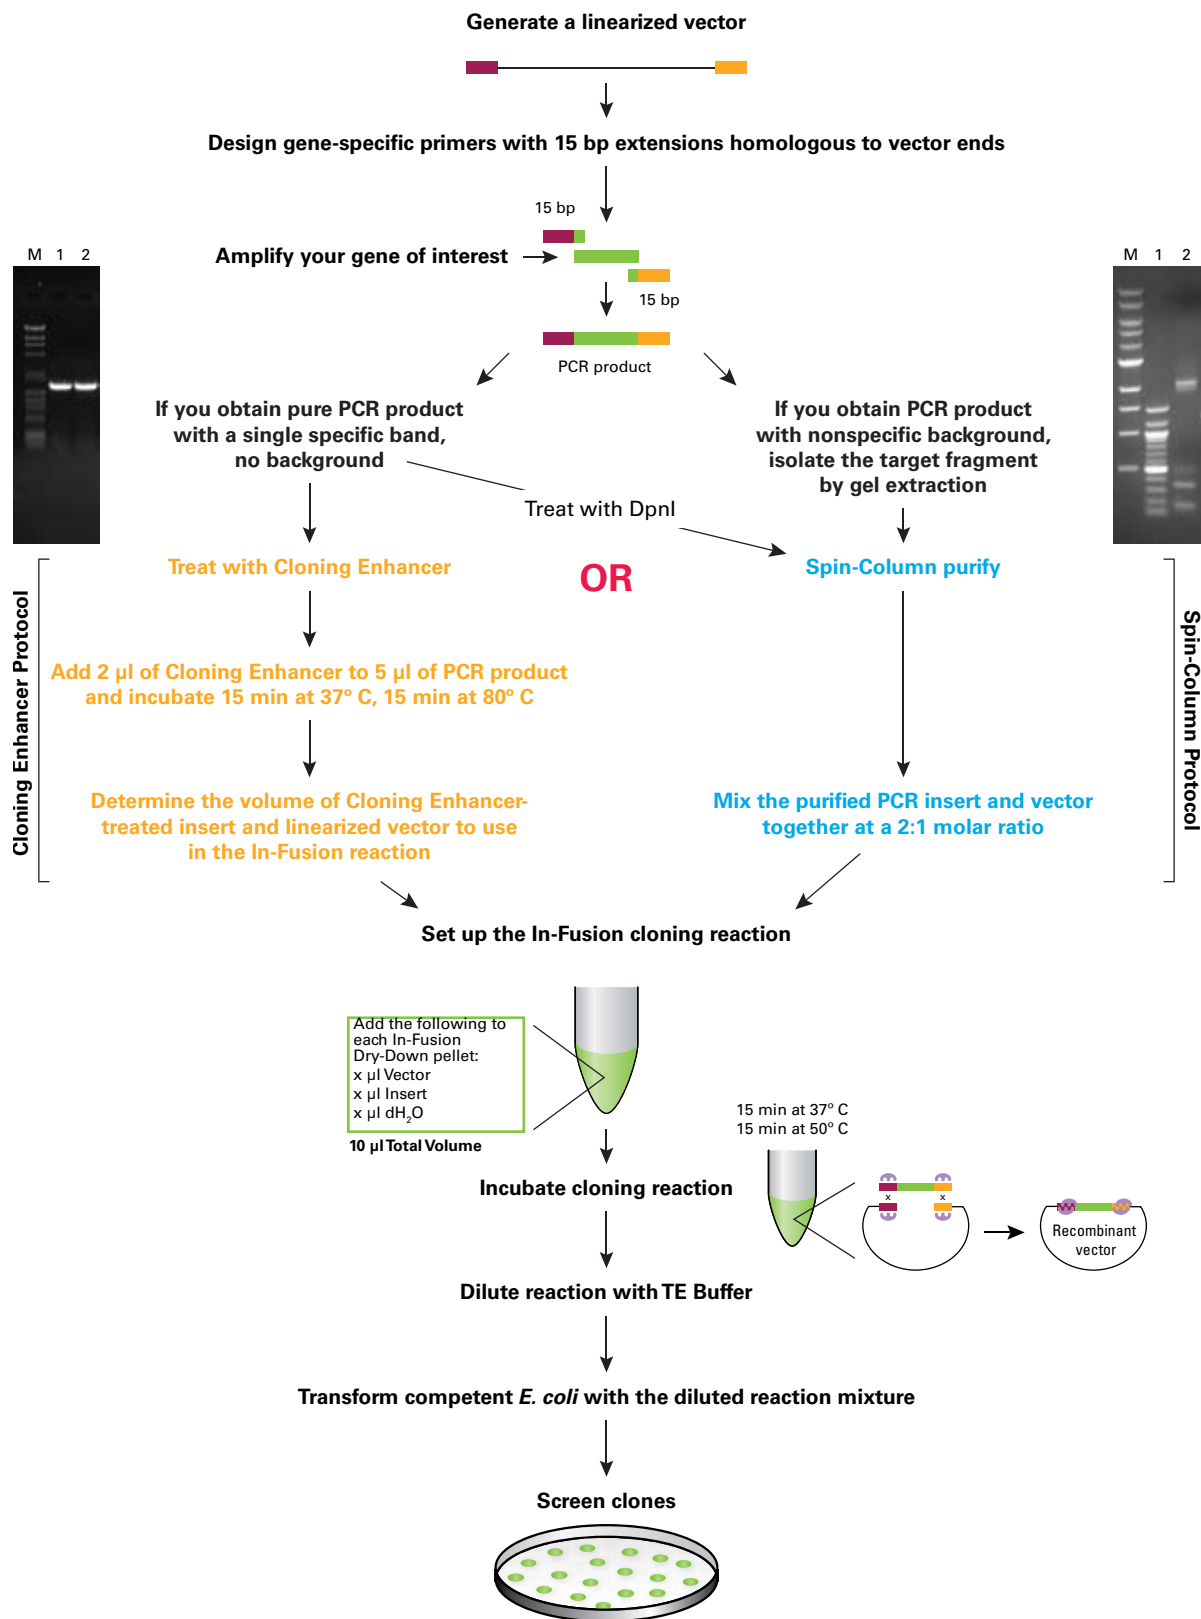 Generate a linearized vector
Design gene-specific primers with 15 bp extensions homologous to vector ends
15 bp
Amplify your gene of interest
15 bp
PCR product
M 1 2
M 1 2
If you obtain pure PCR product
with a single specific band,
no background
If you obtain PCR product
with nonspecific background,
isolate the target fragment
by gel extraction
Treat with DpnI
Cloning Enhancer Protocol
Treat with Cloning Enhancer
Add 2 µl of Cloning Enhancer to 5 µl of PCR product
and incubate 15 min at 37º C, 15 min at 80º C
Determine the volume of Cloning Enhancer-
treated insert and linearized vector to use
in the In-Fusion reaction
OR
Spin-Column purify
Mix the purified PCR insert and vector
together at a 2:1 molar ratio
Spin-Column Protocol
Set up the In-Fusion cloning reaction
Add the following to
each In-Fusion
Dry-Down pellet:
x µl Vector
x µl Insert
x µl dH₂O
10 µl Total Volume
15 min at 37º C
15 min at 50º C
Incubate cloning reaction
x x
Recombinant
vector
Dilute reaction with TE Buffer
Transform competent E. coli with the diluted reaction mixture
Screen clones